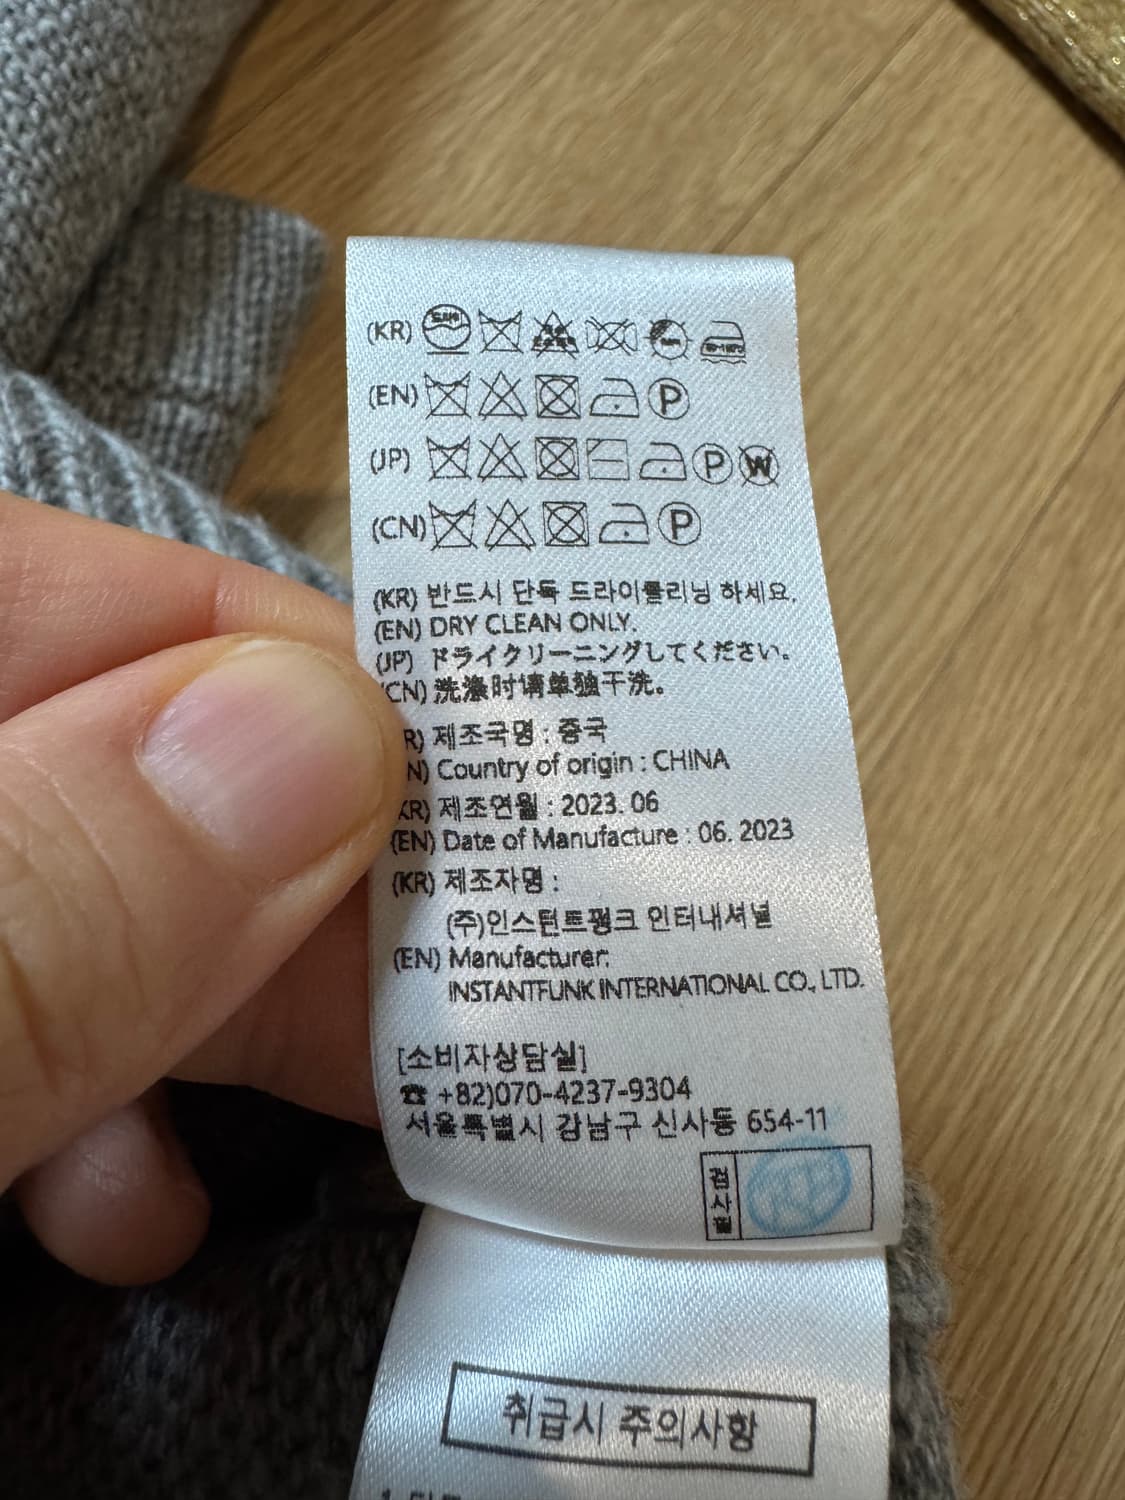 (KR)
(EN) P
(JP) P W
(CN) P
(KR) 반드시 단독 드라이클리닝 하세요.
(EN) DRY CLEAN ONLY.
(JP) ドライクリーニングしてください。
CN) 洗涤时请单独干洗。
R) 제조국명 : 중국
N) Country of origin : CHINA
KR) 제조연월 : 2023. 06
(EN) Date of Manufacture : 06. 2023
(KR) 제조자명 :
(주)인스턴트펑크 인터내셔널
(EN) Manufacturer:
INSTANTFUNK INTERNATIONAL CO., LTD.
[소비자상담실]
☎ +82)070-4237-9304
서울특별시 강남구 신사동 654-11
검사필
취급시 주의사항